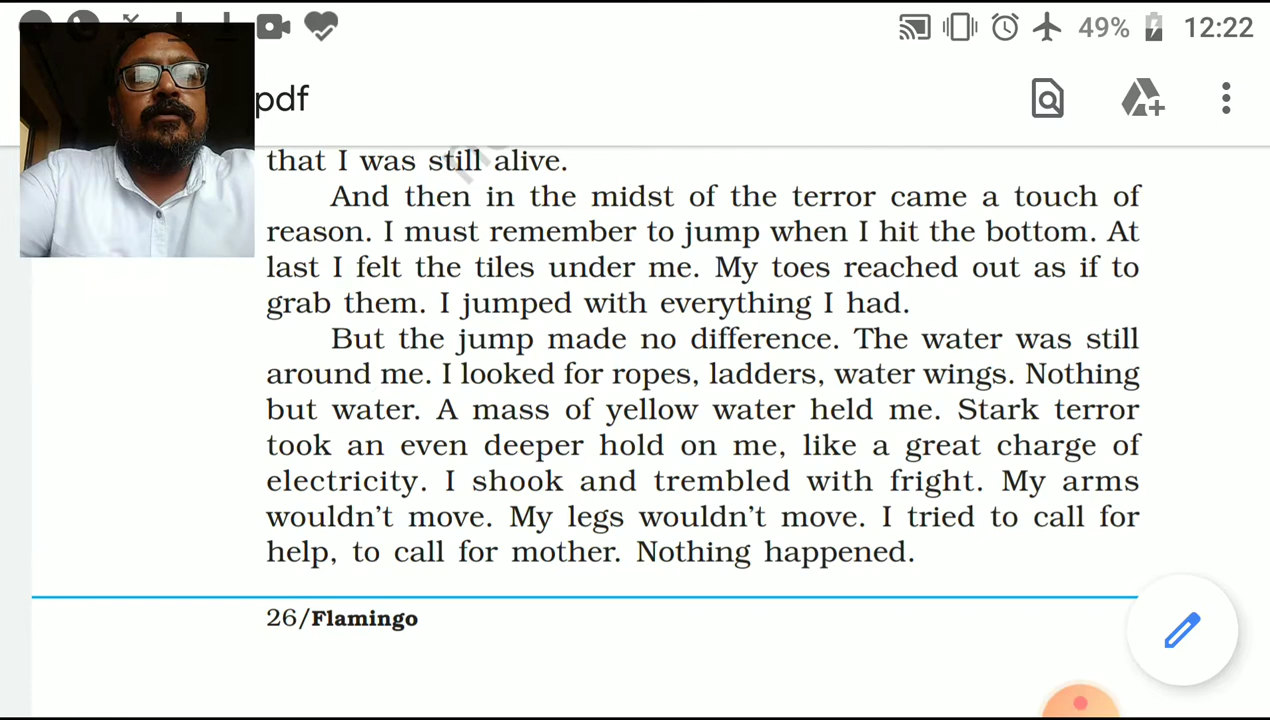 49% 12:22
pdf
that I was still alive.
And then in the midst of the terror came a touch of
reason. I must remember to jump when I hit the bottom. At
last I felt the tiles under me. My toes reached out as if to
grab them. I jumped with everything I had.
But the jump made no difference. The water was still
around me. I looked for ropes, ladders, water wings. Nothing
but water. A mass of yellow water held me. Stark terror
took an even deeper hold on me, like a great charge of
electricity. I shook and trembled with fright. My arms
wouldn’t move. My legs wouldn’t move. I tried to call for
help, to call for mother. Nothing happened.
26/Flamingo